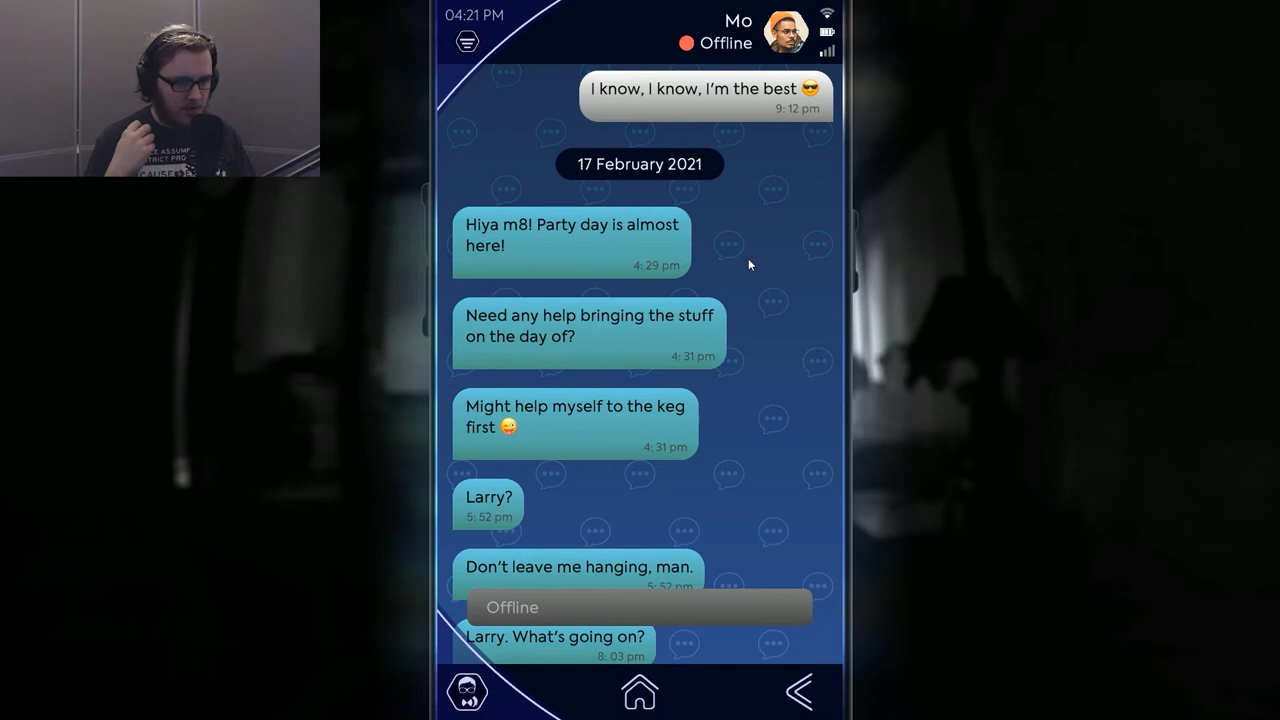 04:21 PM
Mo
Offline
I know, I know, I'm the best 😎
9: 12 pm
17 February 2021
Hiya m8! Party day is almost
here!
4: 29 pm
Need any help bringing the stuff
on the day of?
4: 31 pm
Might help myself to the keg
first 😜
4: 31 pm
Larry?
5: 52 pm
Don't leave me hanging, man.
5: 52 pm
Offline
Larry. What's going on?
8: 03 pm